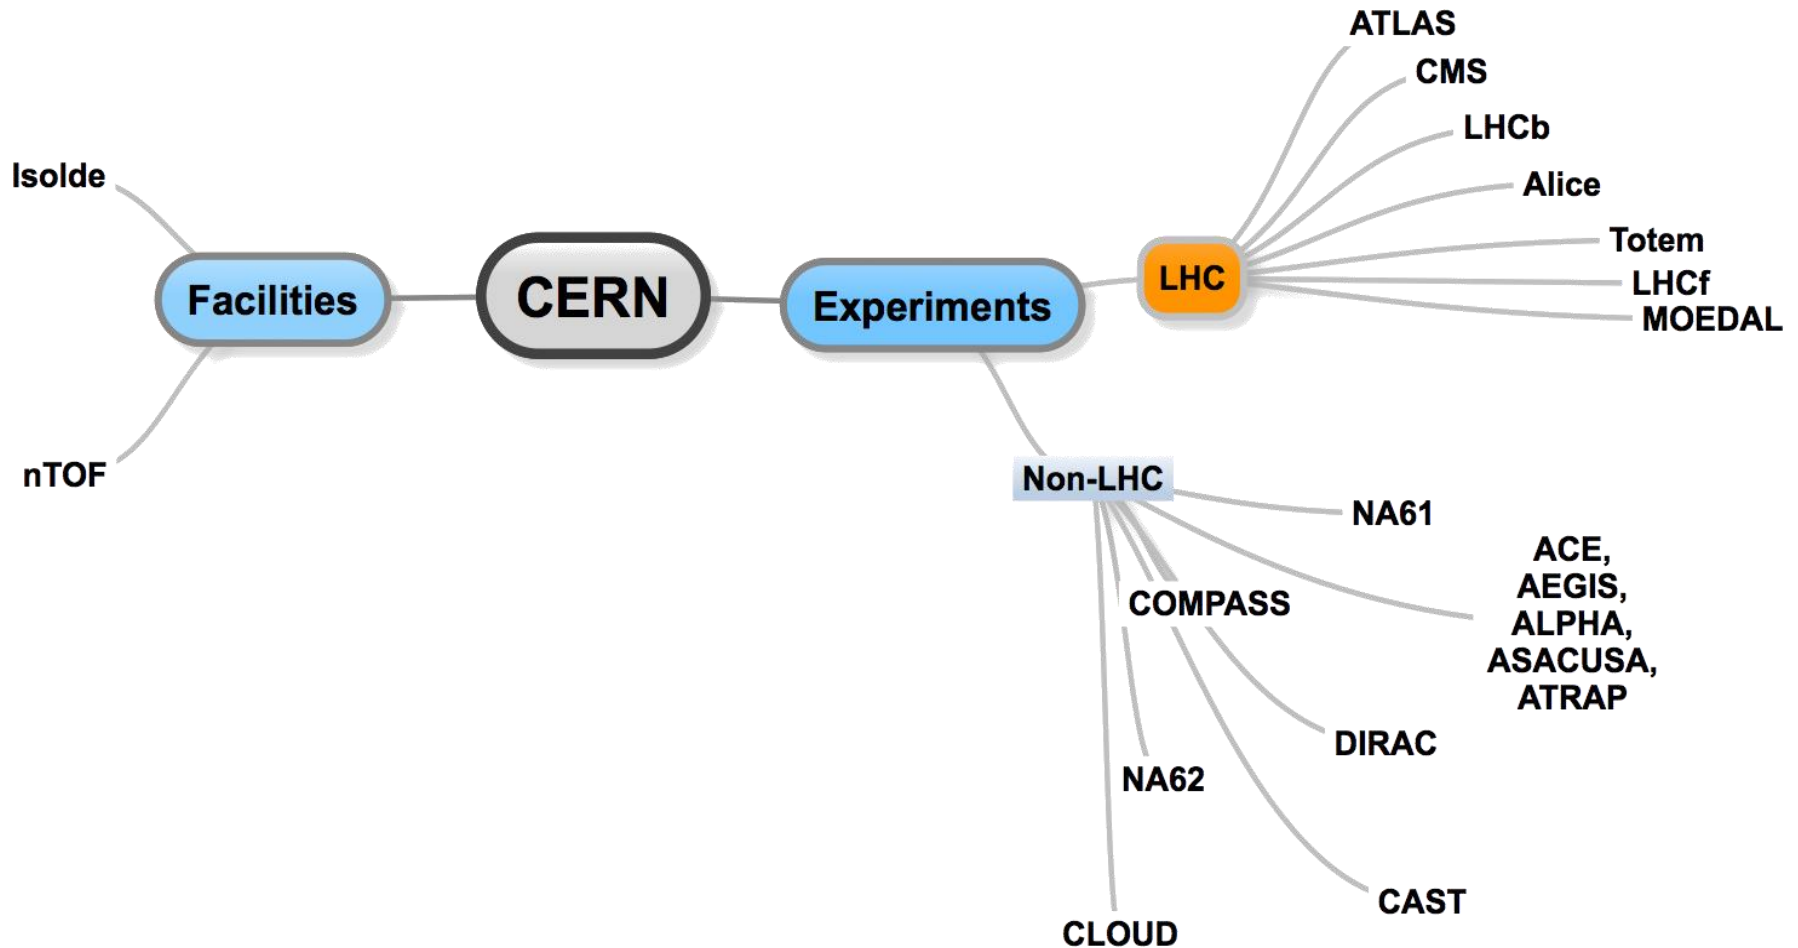 ATLAS
CMS
LHCb
Alice
Totem
LHCf
MOEDAL
LHC
Isolde
Facilities
CERN
Experiments
nTOF
Non-LHC
NA61
ACE,
AEGIS,
ALPHA,
ASACUSA,
ATRAP
COMPASS
DIRAC
NA62
CAST
CLOUD